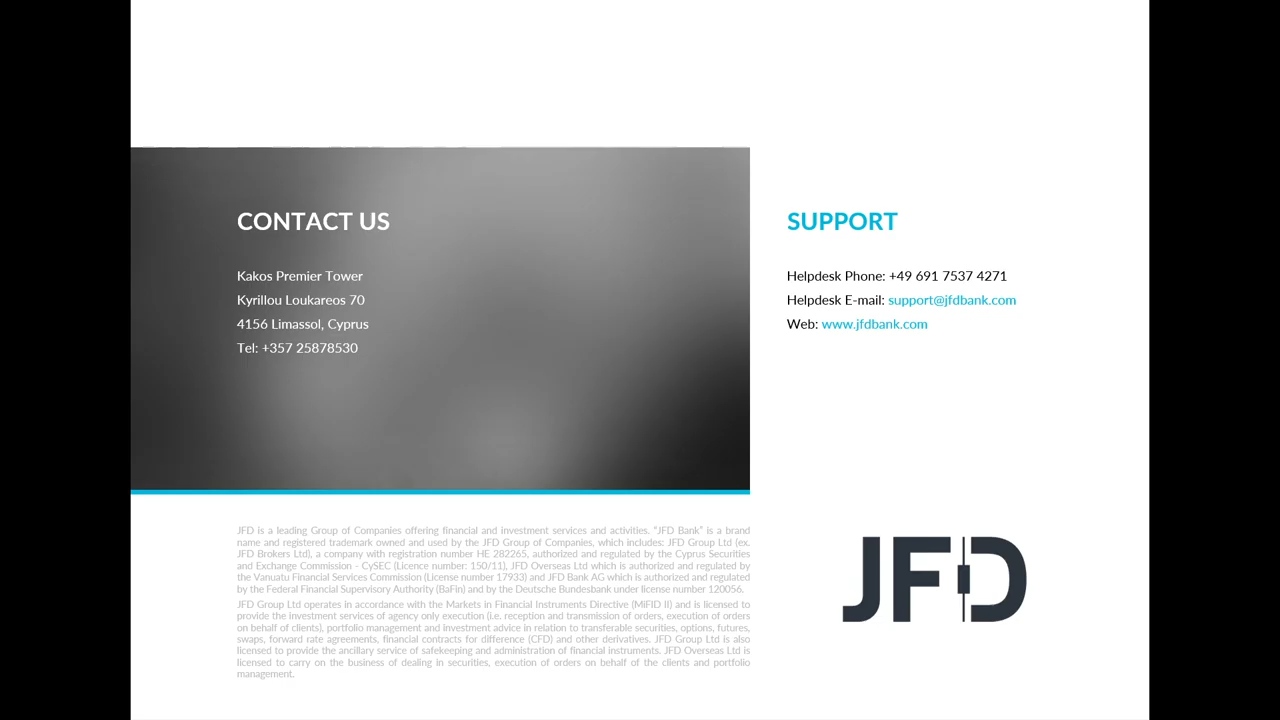 CONTACT US
Kakos Premier Tower
Kyrillou Loukareos 70
4156 Limassol, Cyprus
Tel: +357 25878530
SUPPORT
Helpdesk Phone: +49 691 7537 4271
Helpdesk E-mail: support@jfdbank.com
Web: www.jfdbank.com
JFD is a leading Group of Companies offering financial and investment services and activities. “JFD Bank” is a brand
name and registered trademark owned and used by the JFD Group of Companies, which includes: JFD Group Ltd (ex.
JFD Brokers Ltd), a company with registration number HE 282265, authorized and regulated by the Cyprus Securities
and Exchange Commission - CySEC (Licence number: 150/11), JFD Overseas Ltd which is authorized and regulated by
the Vanuatu Financial Services Commission (License number 17933) and JFD Bank AG which is authorized and regulated
by the Federal Financial Supervisory Authority (BaFin) and by the Deutsche Bundesbank under license number 120056.
JFD Group Ltd operates in accordance with the Markets in Financial Instruments Directive (MiFID II) and is licensed to
provide the investment services of agency only execution (i.e. reception and transmission of orders, execution of orders
on behalf of clients), portfolio management and investment advice in relation to transferable securities, options, futures,
swaps, forward rate agreements, financial contracts for difference (CFD) and other derivatives. JFD Group Ltd is also
licensed to provide the ancillary service of safekeeping and administration of financial instruments. JFD Overseas Ltd is
licensed to carry on the business of dealing in securities, execution of orders on behalf of the clients and portfolio
management.
JFD